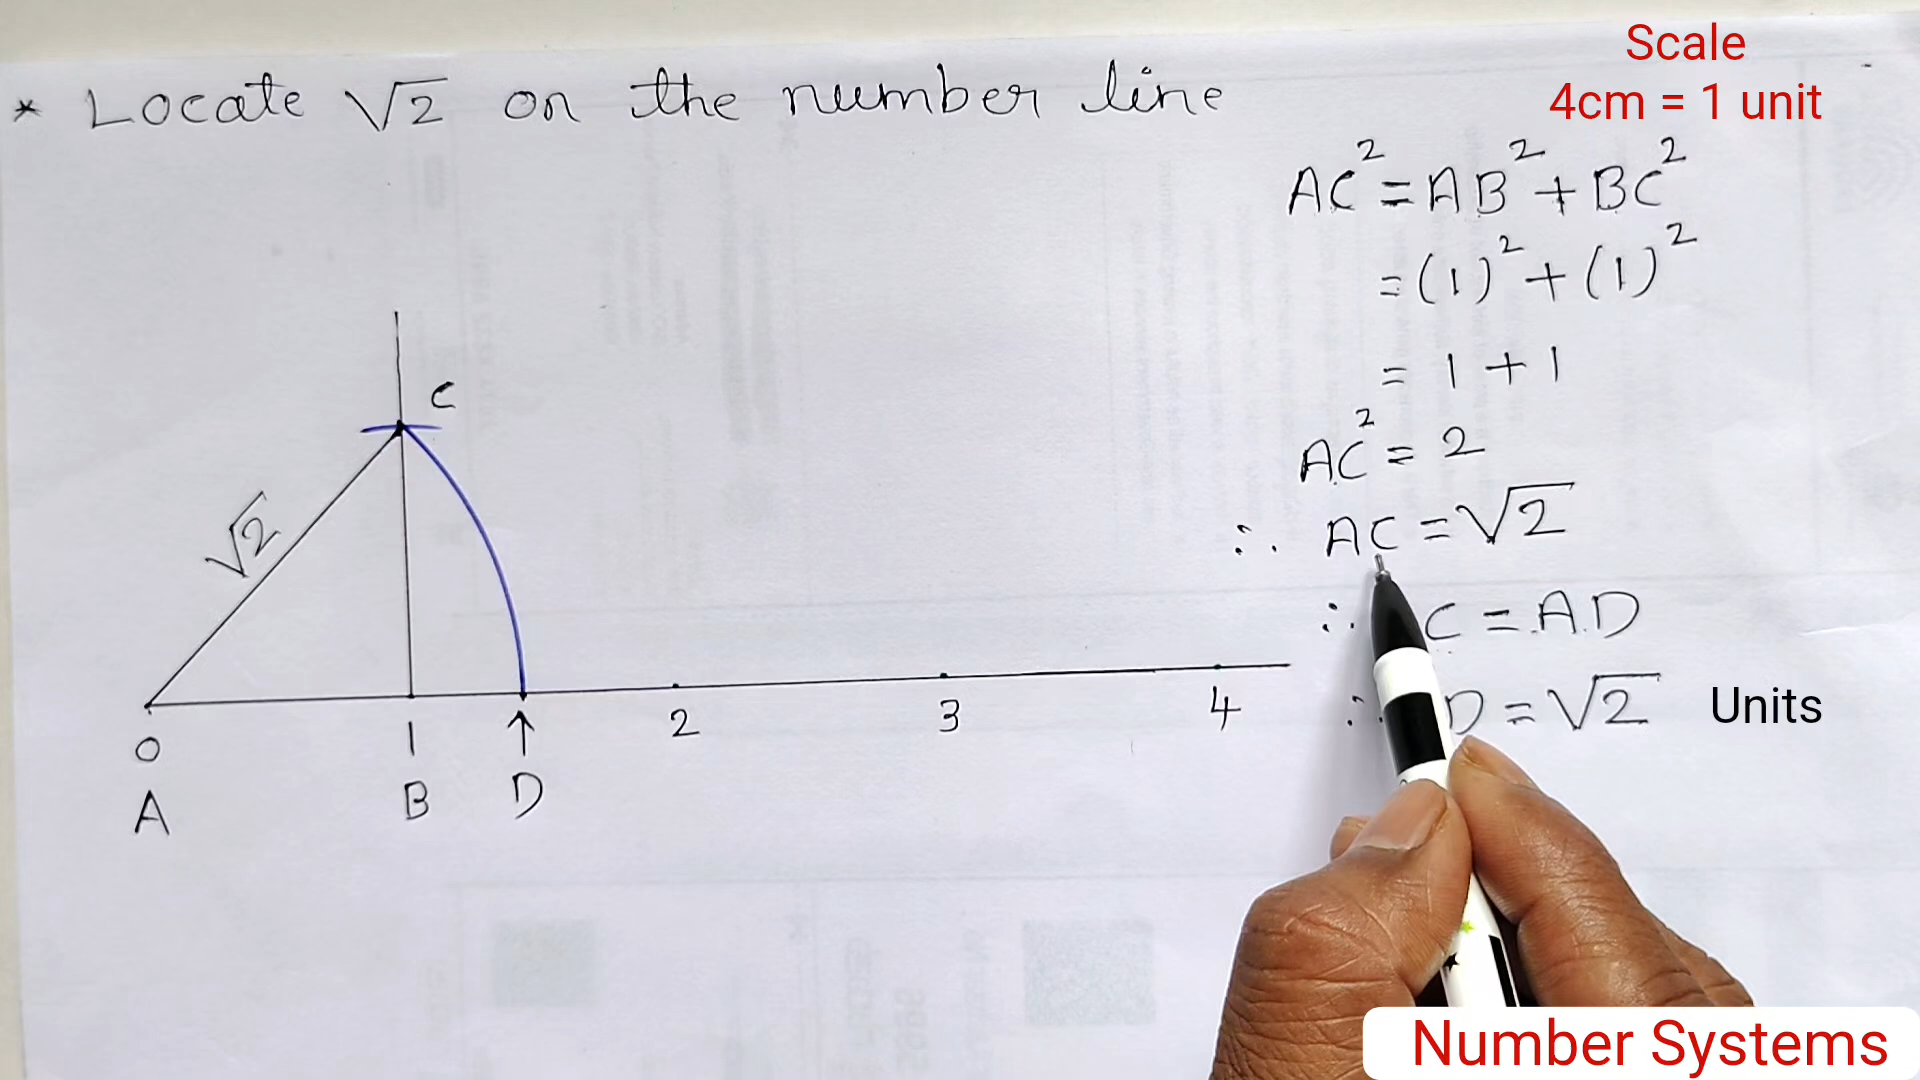 * Locate √2 on the number line
Scale
4cm = 1 unit
AC² = AB² + BC²
= (1)² + (1)²
= 1 + 1
AC² = 2
∴ AC = √2
∴ C = AD
∴ D = √2 Units
C
√2
0 1 ↑ 2 3 4
A B D
Number Systems